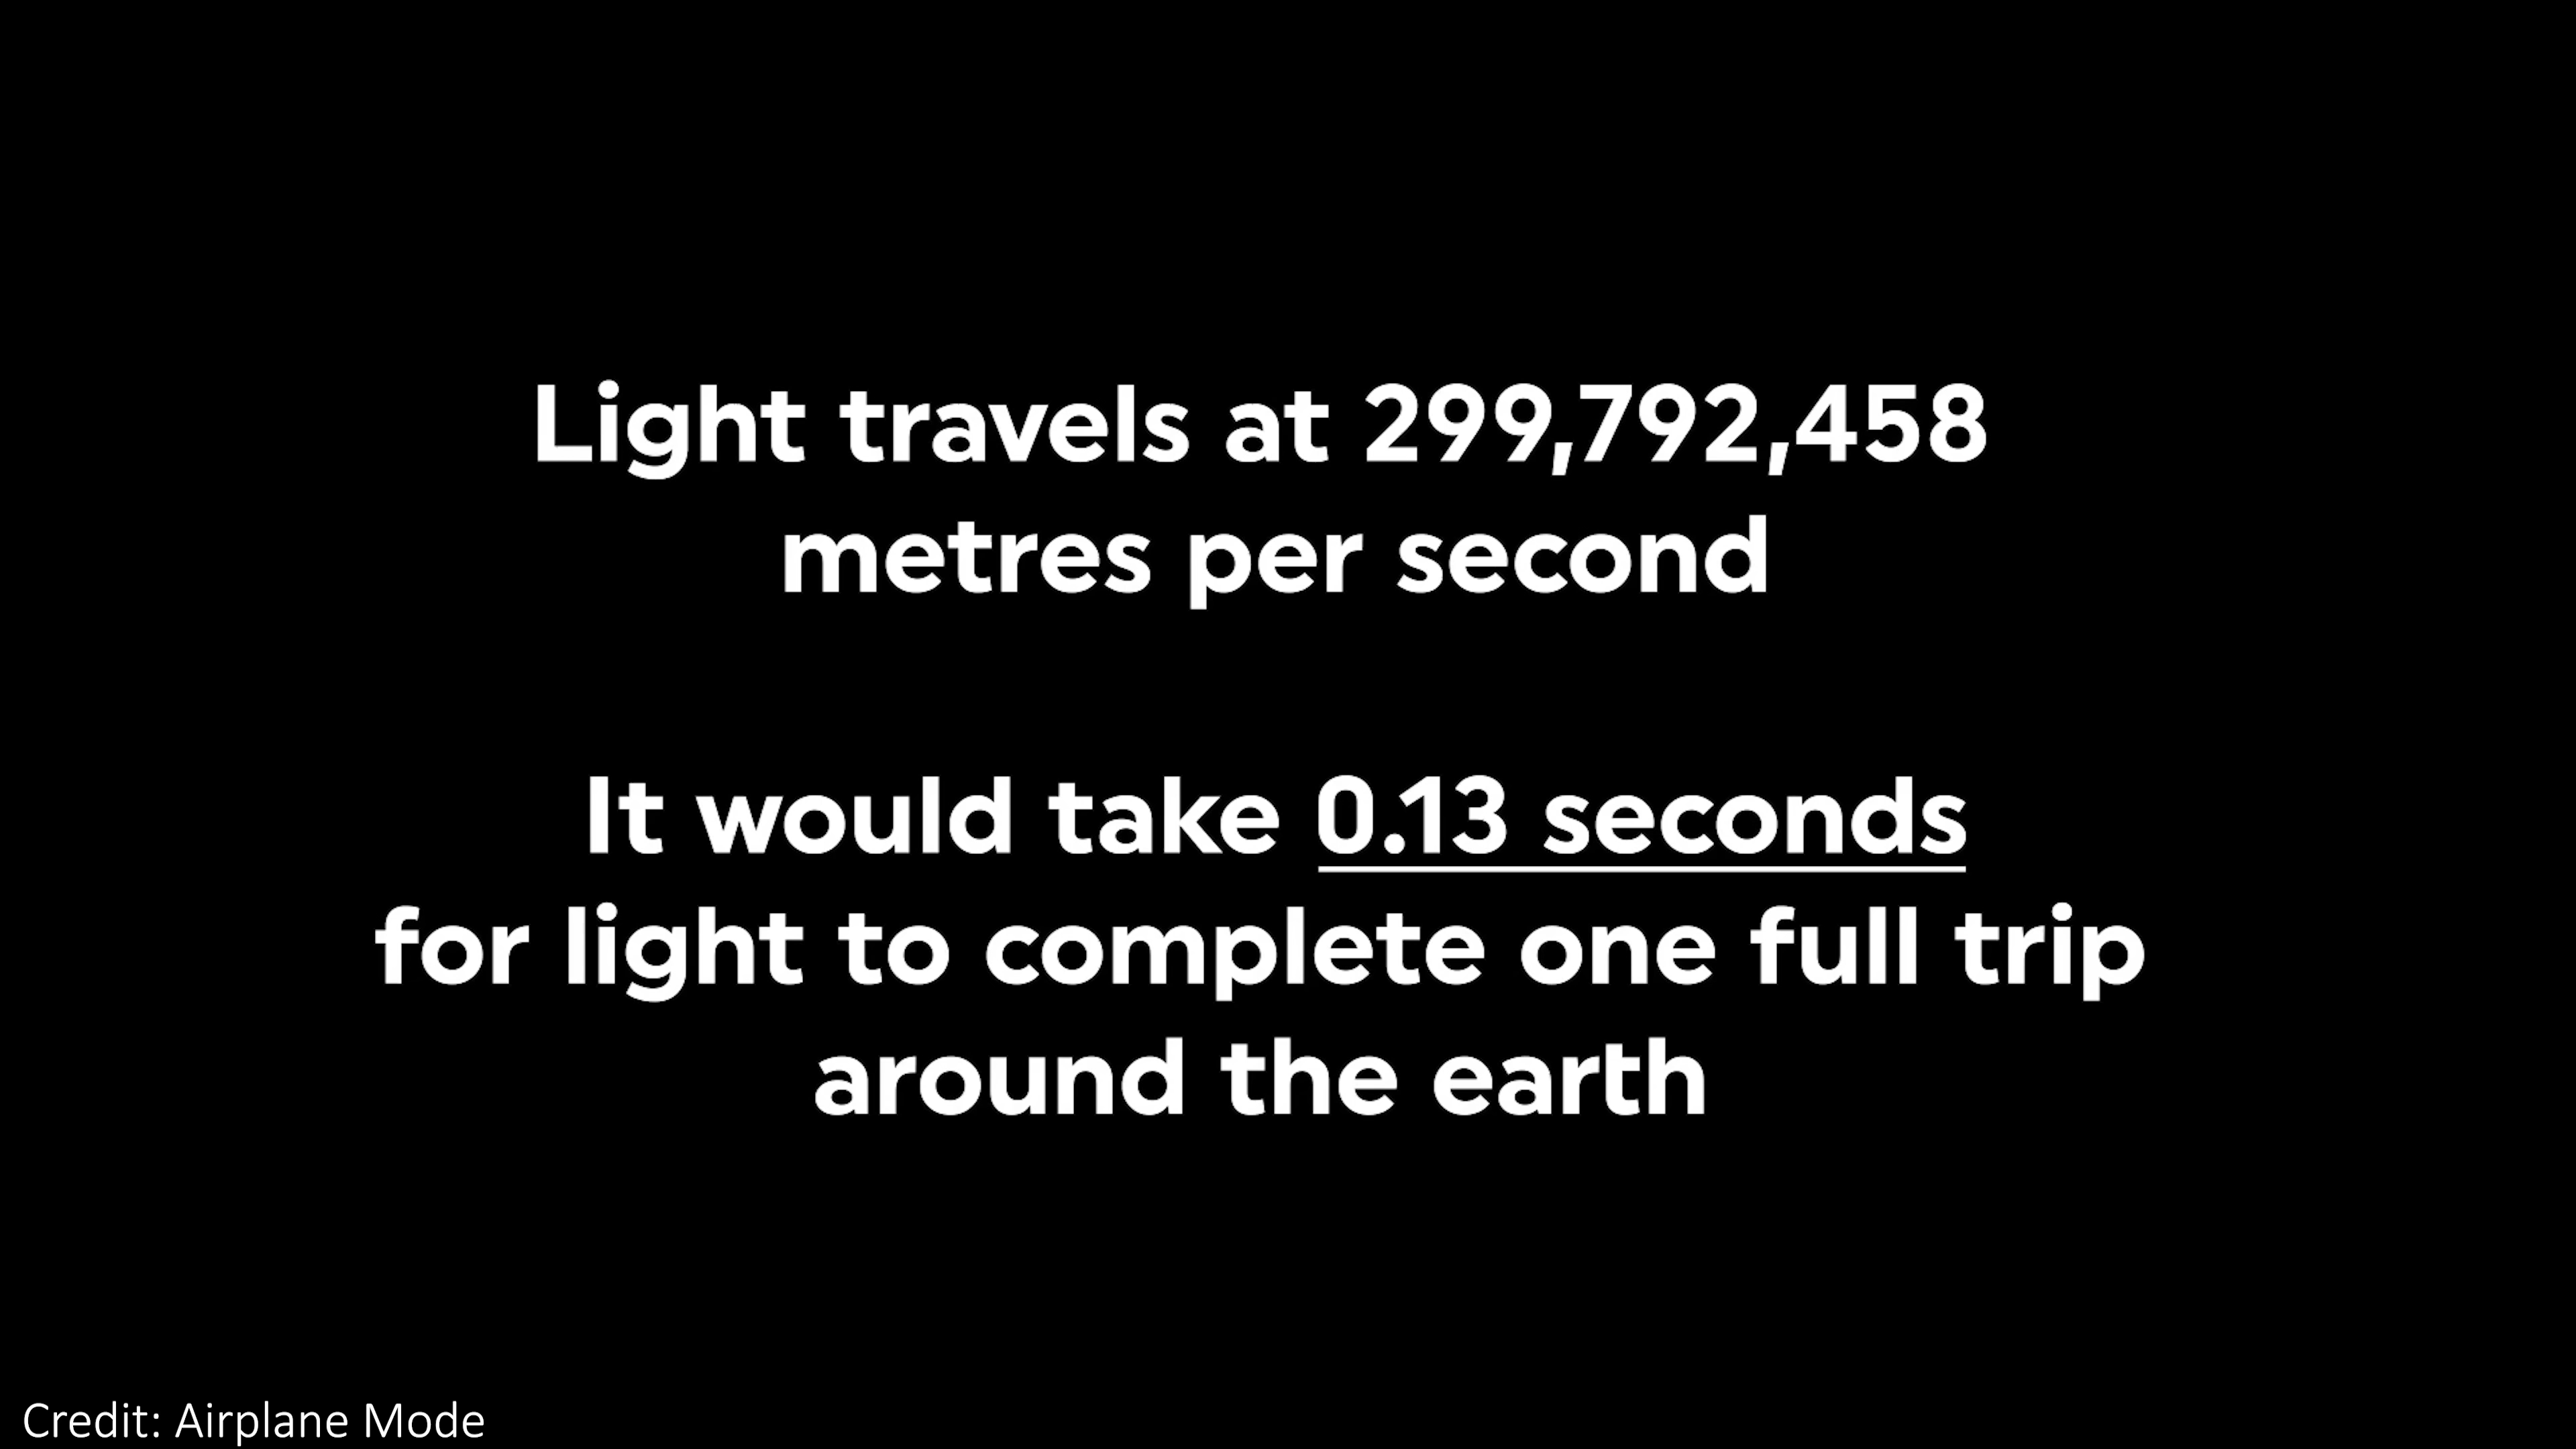 Light travels at 299,792,458
metres per second
It would take 0.13 seconds
for light to complete one full trip
around the earth
Credit: Airplane Mode